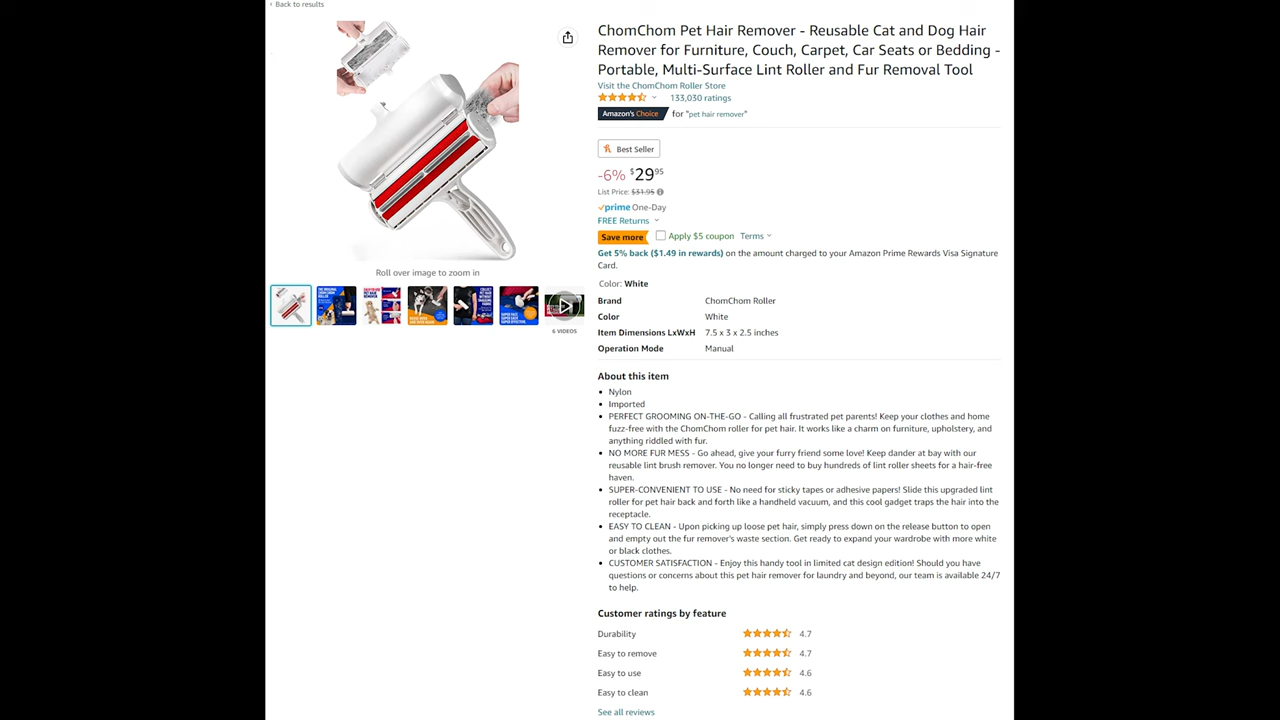 ‹ Back to results
ChomChom Pet Hair Remover - Reusable Cat and Dog Hair
Remover for Furniture, Couch, Carpet, Car Seats or Bedding -
Portable, Multi-Surface Lint Roller and Fur Removal Tool
Visit the ChomChom Roller Store
133,030 ratings
Amazon's Choice for "pet hair remover"
Best Seller
-6% $29 95
List Price: $31.95
prime One-Day
FREE Returns
Save more Apply $5 coupon Terms
Get 5% back ($1.49 in rewards) on the amount charged to your Amazon Prime Rewards Visa Signature
Card.
Roll over image to zoom in
6 VIDEOS
Color: White
Brand ChomChom Roller
Color White
Item Dimensions LxWxH 7.5 x 3 x 2.5 inches
Operation Mode Manual
About this item
• Nylon
• Imported
• PERFECT GROOMING ON-THE-GO - Calling all frustrated pet parents! Keep your clothes and home
fuzz-free with the ChomChom roller for pet hair. It works like a charm on furniture, upholstery, and
anything riddled with fur.
• NO MORE FUR MESS - Go ahead, give your furry friend some love! Keep dander at bay with our
reusable lint brush remover. You no longer need to buy hundreds of lint roller sheets for a hair-free
haven.
• SUPER-CONVENIENT TO USE - No need for sticky tapes or adhesive papers! Slide this upgraded lint
roller for pet hair back and forth like a handheld vacuum, and this cool gadget traps the hair into the
receptacle.
• EASY TO CLEAN - Upon picking up loose pet hair, simply press down on the release button to open
and empty out the fur remover's waste section. Get ready to expand your wardrobe with more white
or black clothes.
• CUSTOMER SATISFACTION - Enjoy this handy tool in limited cat design edition! Should you have
questions or concerns about this pet hair remover for laundry and beyond, our team is available 24/7
to help.
Customer ratings by feature
Durability 4.7
Easy to remove 4.7
Easy to use 4.6
Easy to clean 4.6
See all reviews